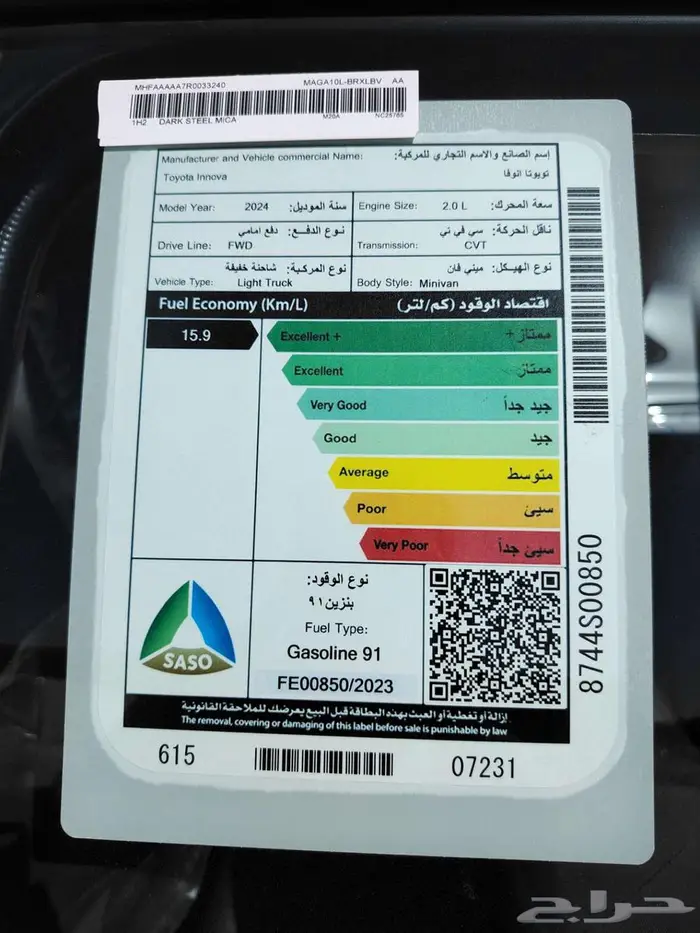 MHFAAAAA7R0033240 MAGA10L-BRXLBV AA
1H2 DARK STEEL MICA M20A NC25765
Manufacturer and Vehicle commercial Name: إسم الصانع والاسم التجاري للمركبة:
Toyota Innova تويوتا انوفا
Model Year: 2024 سنة الموديل: Engine Size: 2.0 L سعة المحرك:
نوع الدفع: دفع امامي ناقل الحركة: سي في تي
Drive Line: FWD Transmission: CVT
نوع المركبة: شاحنة خفيفة نوع الهيكل: ميني فان
Vehicle Type: Light Truck Body Style: Minivan
Fuel Economy (Km/L) اقتصاد الوقود (كم/لتر)
15.9 Excellent + ممتاز +
Excellent ممتاز
Very Good جيد جداً
Good جيد
Average متوسط
Poor سيئ
Very Poor سيئ جداً
نوع الوقود:
بنزين ٩١
Fuel Type:
Gasoline 91
FE00850/2023
SASO
8744S00850
إزالة أو تغطية أو العبث بهذه البطاقة قبل البيع يعرضك للملاحقة القانونية
The removal, covering or damaging of this label before sale is punishable by law
615 07231
حراج